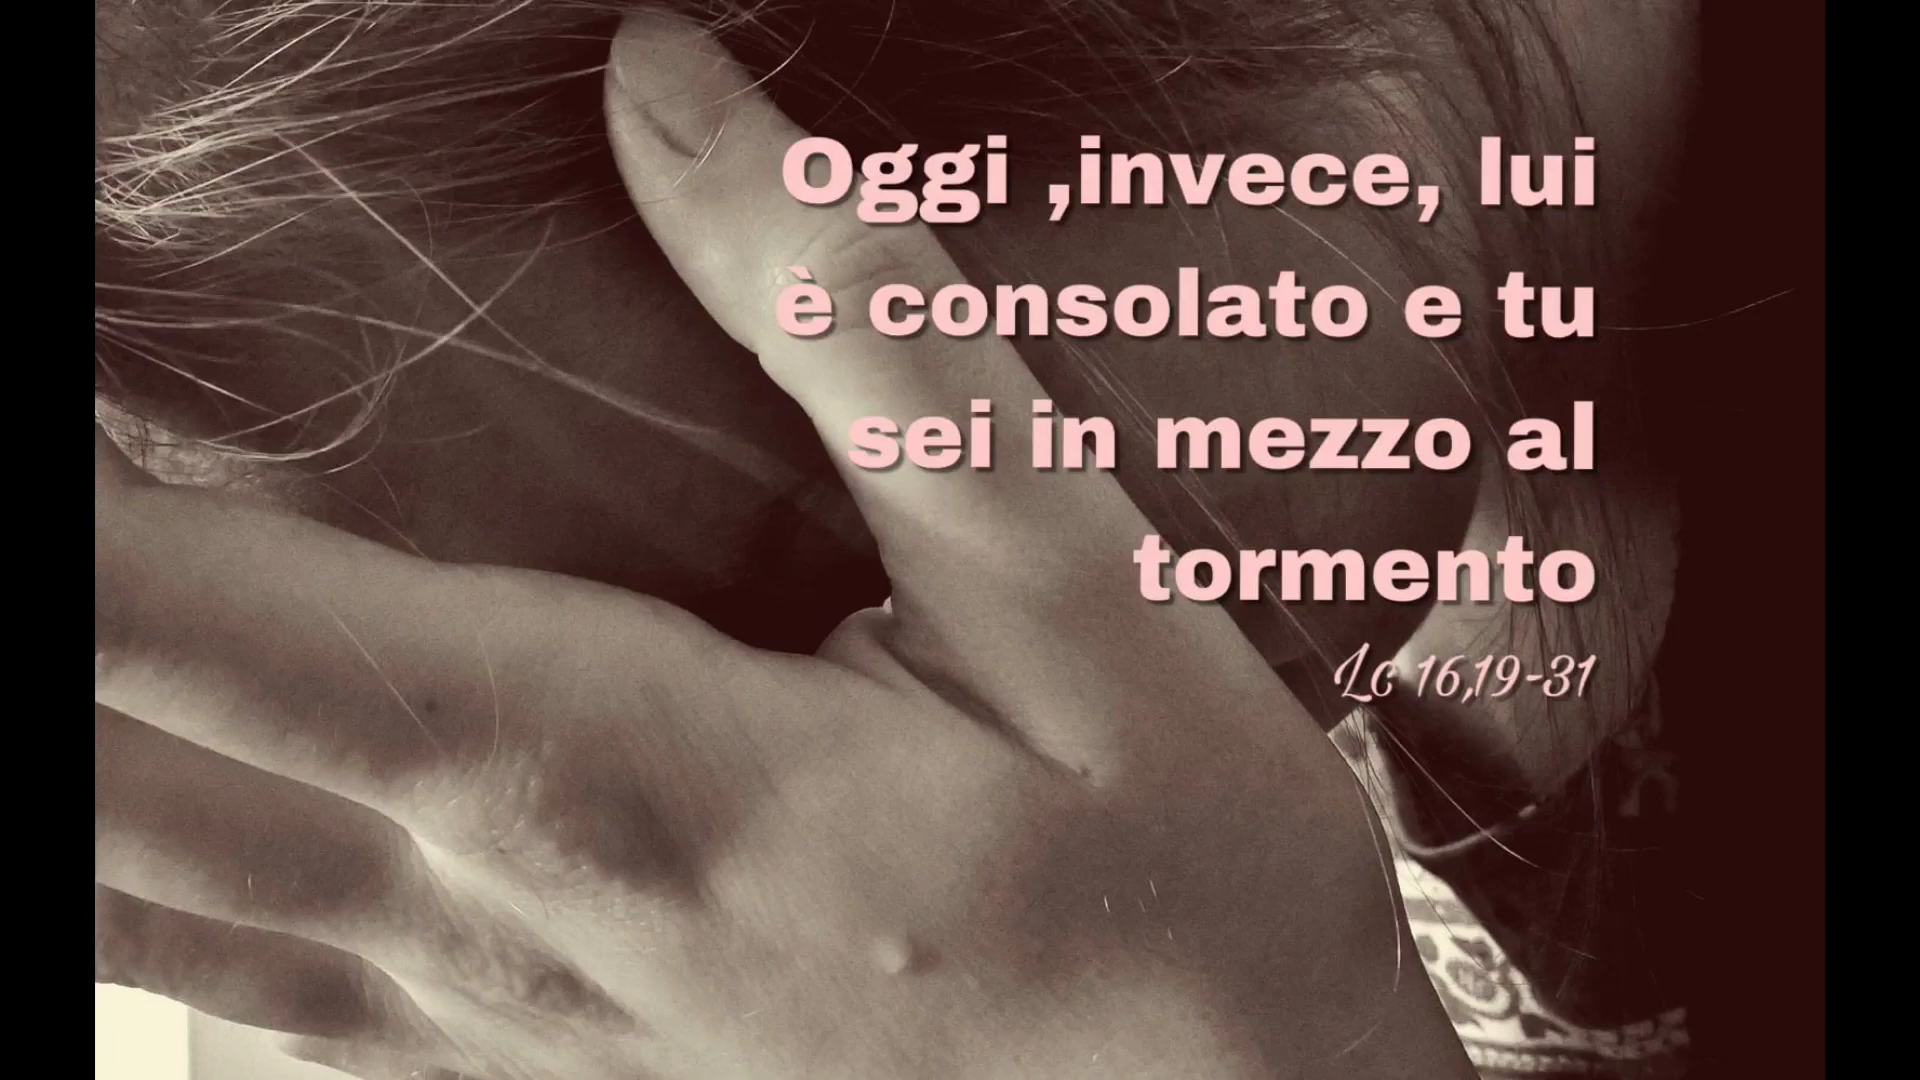 Oggi ,invece, lui
è consolato e tu
sei in mezzo al
tormento
Lc 16,19-31